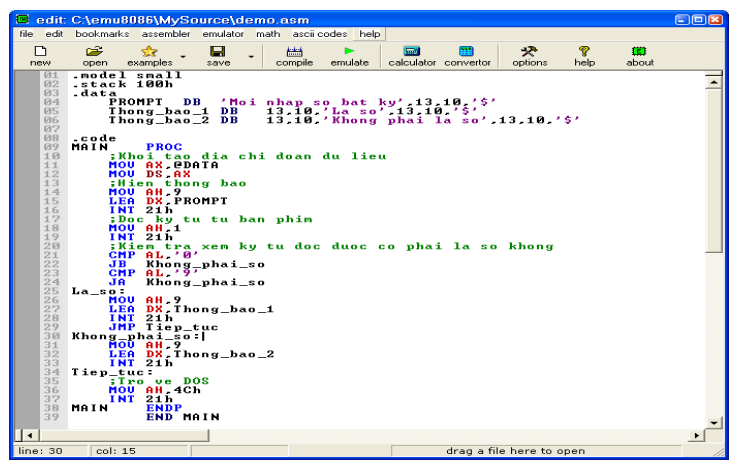 edit: C:\emu8086\MySource\demo.asm
file edit bookmarks assembler emulator math ascii codes help
new open examples save compile emulate calculator convertor options help about
01 .model small
02 .stack 100h
03 .data
04 PROMPT DB 'Moi nhap so bat ky',13,10,'$'
05 Thong_bao_1 DB 13,10,'La so',13,10,'$'
06 Thong_bao_2 DB 13,10,'Khong phai la so',13,10,'$'
07
08 .code
09 MAIN PROC
10 ;Khoi tao dia chi doan du lieu
11 MOV AX,@DATA
12 MOV DS,AX
13 ;Hien thong bao
14 MOV AH,9
15 LEA DX,PROMPT
16 INT 21h
17 ;Doc ky tu tu ban phim
18 MOV AH,1
19 INT 21h
20 ;Kiem tra xem ky tu doc duoc co phai la so khong
21 CMP AL,'0'
22 JB Khong_phai_so
23 CMP AL,'9'
24 JA Khong_phai_so
25 La_so:
26 MOV AH,9
27 LEA DX,Thong_bao_1
28 INT 21h
29 JMP Tiep_tuc
30 Khong_phai_so:
31 MOV AH,9
32 LEA DX,Thong_bao_2
33 INT 21h
34 Tiep_tuc:
35 ;Tro ve DOS
36 MOV AH,4Ch
37 INT 21h
38 MAIN ENDP
39 END MAIN
line: 30 col: 15 drag a file here to open